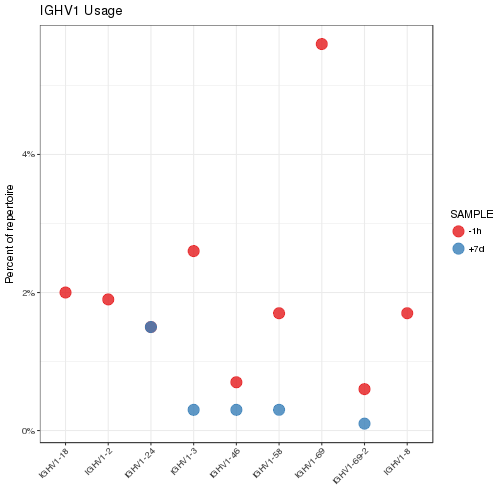 IGHV1 Usage
Percent of repertoire
4%
2%
0%
IGHV1-18
IGHV1-2
IGHV1-24
IGHV1-3
IGHV1-46
IGHV1-58
IGHV1-69
IGHV1-69-2
IGHV1-8
SAMPLE
-1h
+7d